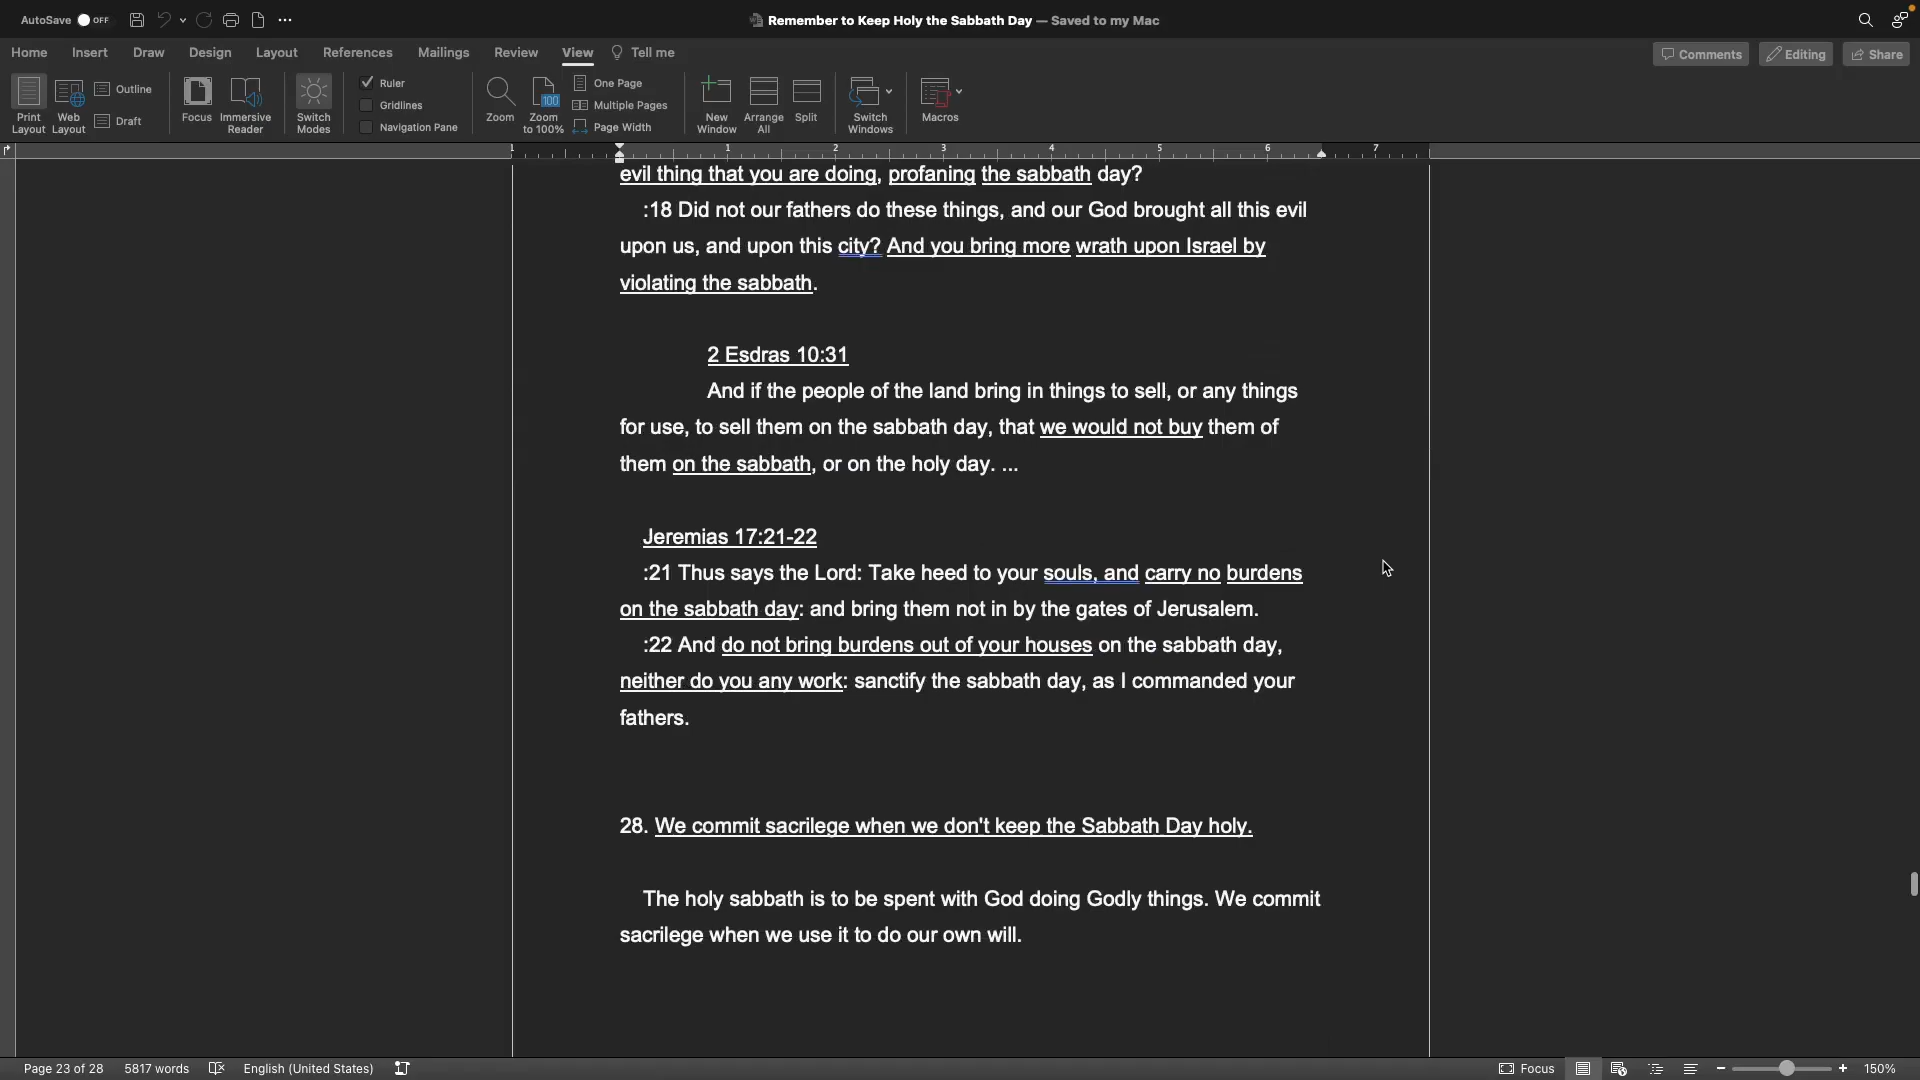 AutoSave OFF
Remember to Keep Holy the Sabbath Day — Saved to my Mac
Home Insert Draw Design Layout References Mailings Review View Tell me
Comments Editing Share
Print Layout
Web Layout
Outline
Draft
Focus
Immersive Reader
Switch Modes
Ruler
Gridlines
Navigation Pane
Zoom
100
Zoom to 100%
One Page
Multiple Pages
Page Width
New Window
Arrange All
Split
Switch Windows
Macros
1 1 2 3 4 5 6 7
evil thing that you are doing, profaning the sabbath day?
:18 Did not our fathers do these things, and our God brought all this evil
upon us, and upon this city? And you bring more wrath upon Israel by
violating the sabbath.
2 Esdras 10:31
And if the people of the land bring in things to sell, or any things
for use, to sell them on the sabbath day, that we would not buy them of
them on the sabbath, or on the holy day. ...
Jeremias 17:21-22
:21 Thus says the Lord: Take heed to your souls, and carry no burdens
on the sabbath day: and bring them not in by the gates of Jerusalem.
:22 And do not bring burdens out of your houses on the sabbath day,
neither do you any work: sanctify the sabbath day, as I commanded your
fathers.
28. We commit sacrilege when we don't keep the Sabbath Day holy.
The holy sabbath is to be spent with God doing Godly things. We commit
sacrilege when we use it to do our own will.
Page 23 of 28 5817 words English (United States) Focus 150%